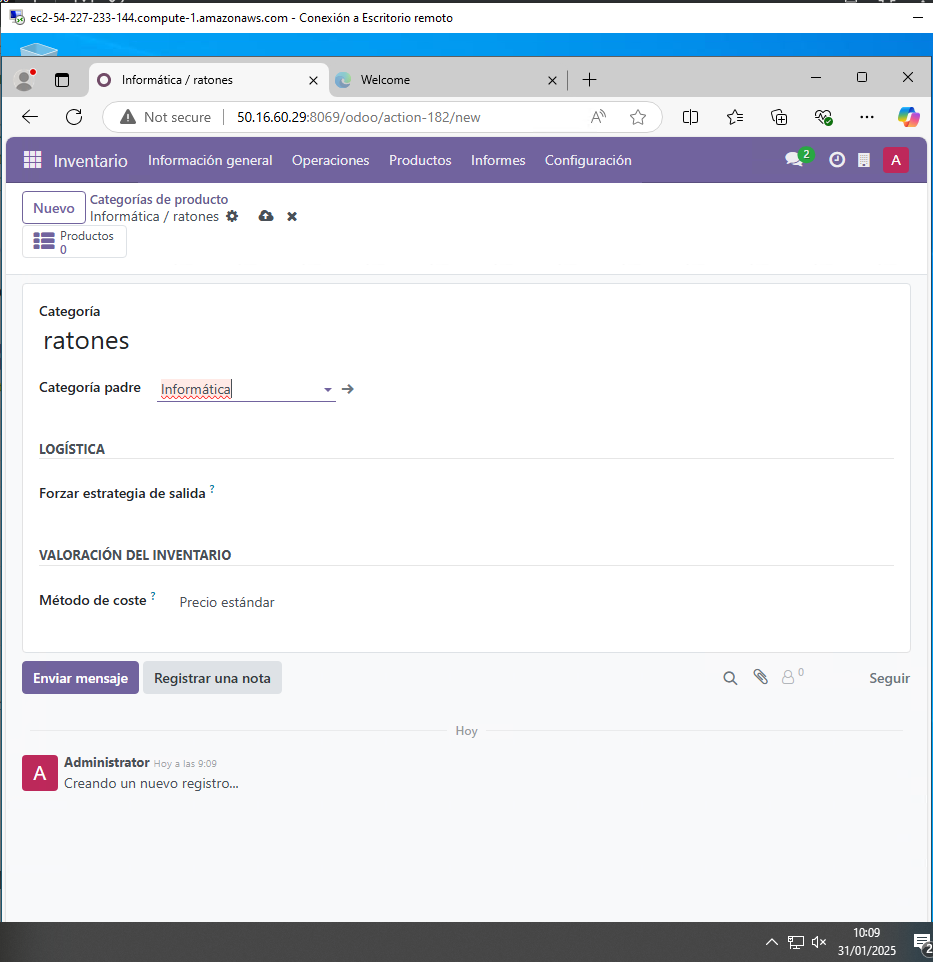 ec2-54-227-233-144.compute-1.amazonaws.com - Conexión a Escritorio remoto
Informática / ratones
Welcome
Not secure
50.16.60.29:8069/odoo/action-182/new
Inventario
Información general
Operaciones
Productos
Informes
Configuración
2
A
Nuevo
Categorías de producto
Informática / ratones
Productos
0
Categoría
ratones
Categoría padre
Informática
LOGÍSTICA
Forzar estrategia de salida ?
VALORACIÓN DEL INVENTARIO
Método de coste ?
Precio estándar
Enviar mensaje
Registrar una nota
0
Seguir
Hoy
A
Administrator Hoy a las 9:09
Creando un nuevo registro...
10:09
31/01/2025
2